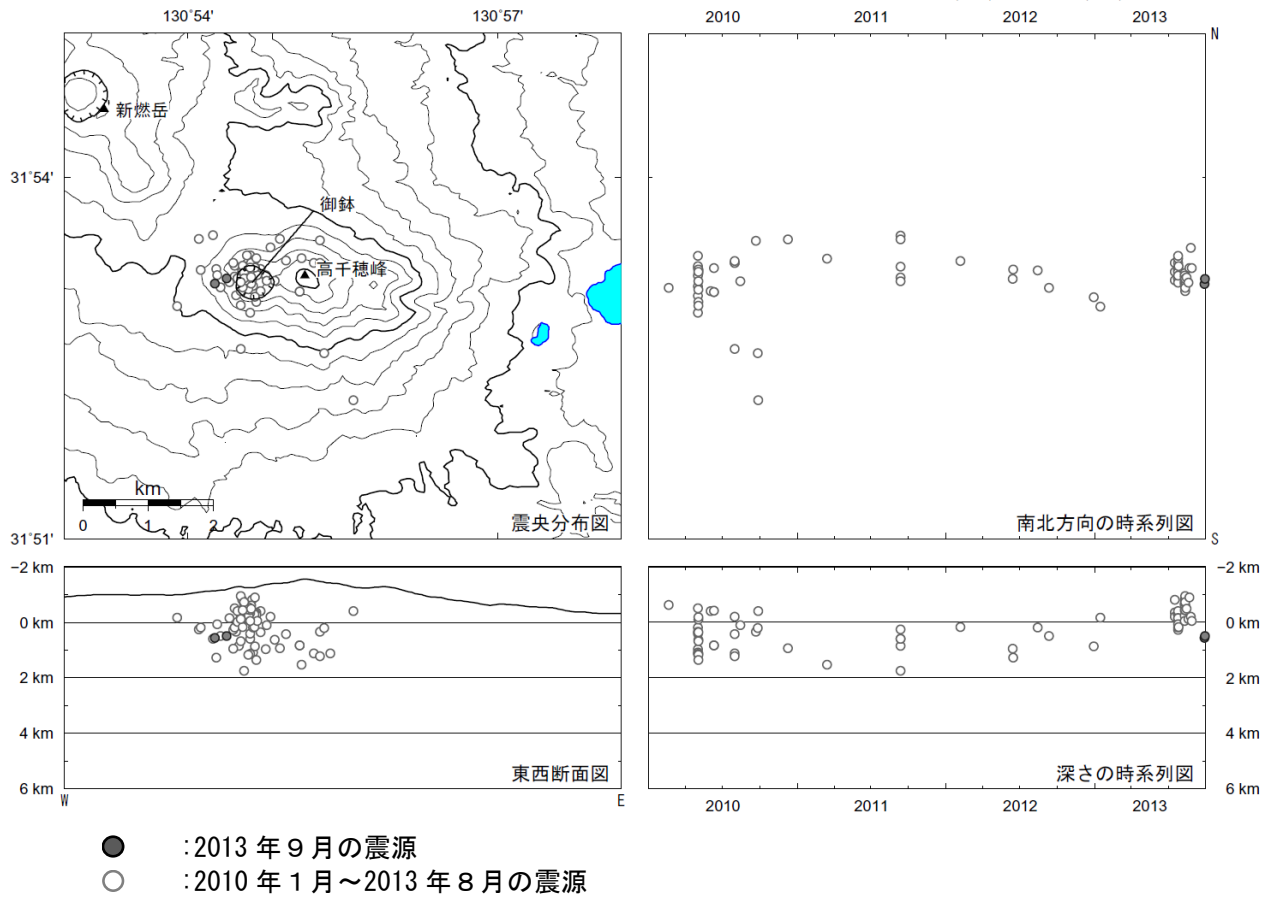 130°54' 130°57' 2010 2011 2012 2013
N
新燃岳
31°54'
御鉢
高千穂峰
km
0 1 2
震央分布図 南北方向の時系列図
31°51' S
−2 km −2 km
0 km 0 km
2 km 2 km
4 km 4 km
東西断面図 深さの時系列図
6 km 6 km
W E 2010 2011 2012 2013
:2013 年９月の震源
:2010 年１月～2013 年８月の震源